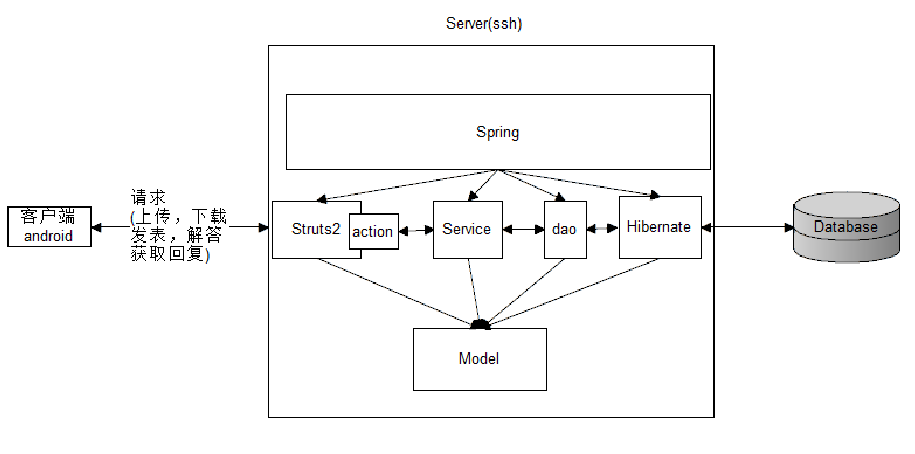 Server(ssh)
Spring
请求
(上传，下载
发表，解答
获取回复)
客户端
android
Struts2
action
Service
dao
Hibernate
Database
Model